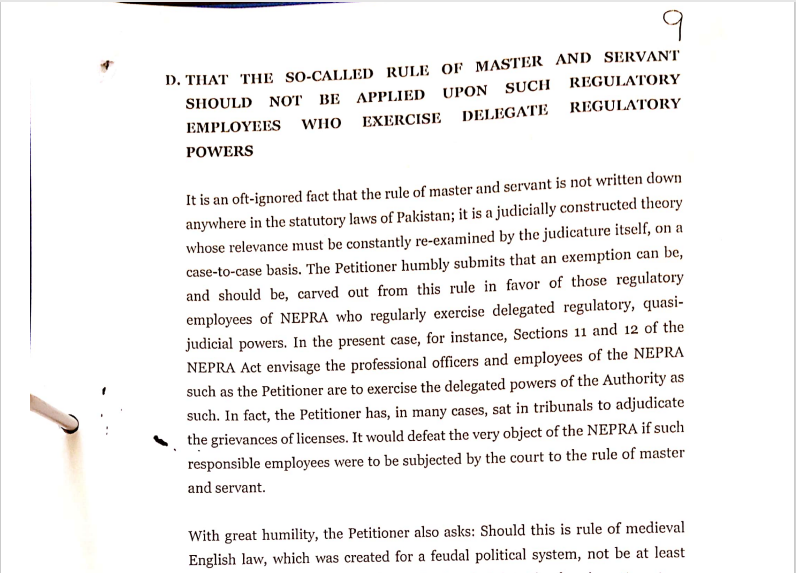 9
D. THAT THE SO-CALLED RULE OF MASTER AND SERVANT
SHOULD NOT BE APPLIED UPON SUCH REGULATORY
EMPLOYEES WHO EXERCISE DELEGATE REGULATORY
POWERS
It is an oft-ignored fact that the rule of master and servant is not written down
anywhere in the statutory laws of Pakistan; it is a judicially constructed theory
whose relevance must be constantly re-examined by the judicature itself, on a
case-to-case basis. The Petitioner humbly submits that an exemption can be,
and should be, carved out from this rule in favor of those regulatory
employees of NEPRA who regularly exercise delegated regulatory, quasi-
judicial powers. In the present case, for instance, Sections 11 and 12 of the
NEPRA Act envisage the professional officers and employees of the NEPRA
such as the Petitioner are to exercise the delegated powers of the Authority as
such. In fact, the Petitioner has, in many cases, sat in tribunals to adjudicate
the grievances of licenses. It would defeat the very object of the NEPRA if such
responsible employees were to be subjected by the court to the rule of master
and servant.
With great humility, the Petitioner also asks: Should this is rule of medieval
English law, which was created for a feudal political system, not be at least